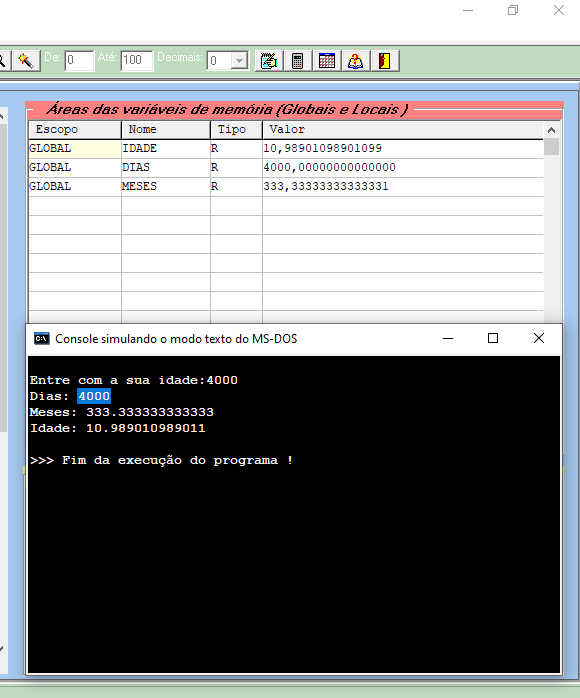 De: 0 Até: 100 Decimais: 0
Áreas das variáveis de memória (Globais e Locais )
Escopo Nome Tipo Valor
GLOBAL IDADE R 10,98901098901099
GLOBAL DIAS R 4000,00000000000000
GLOBAL MESES R 333,33333333333331
C:\ Console simulando o modo texto do MS-DOS
Entre com a sua idade:4000
Dias: 4000
Meses: 333.333333333333
Idade: 10.989010989011
>>> Fim da execução do programa !